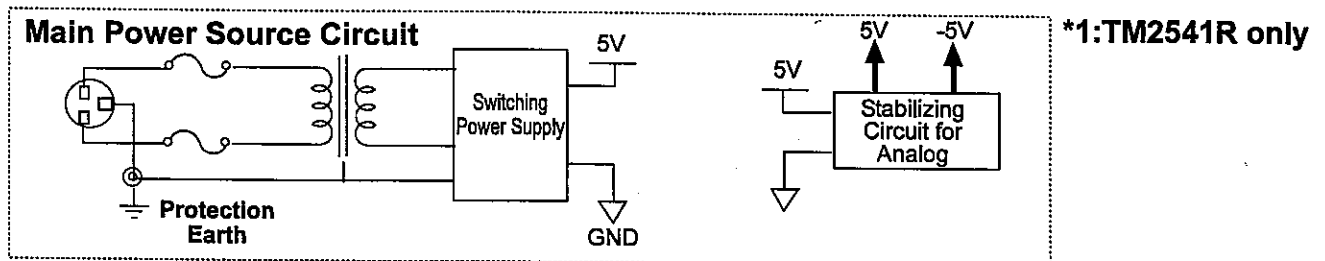 Main Power Source Circuit
5V
Switching
Power Supply
GND
Protection
Earth
5V
5V
-5V
Stabilizing
Circuit for
Analog
*1:TM2541R only